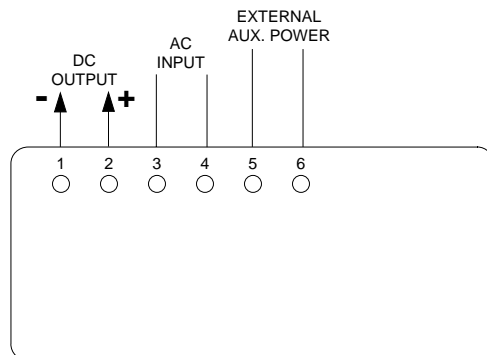 EXTERNAL
AUX. POWER
AC
INPUT
DC
OUTPUT
- +
1 2 3 4 5 6